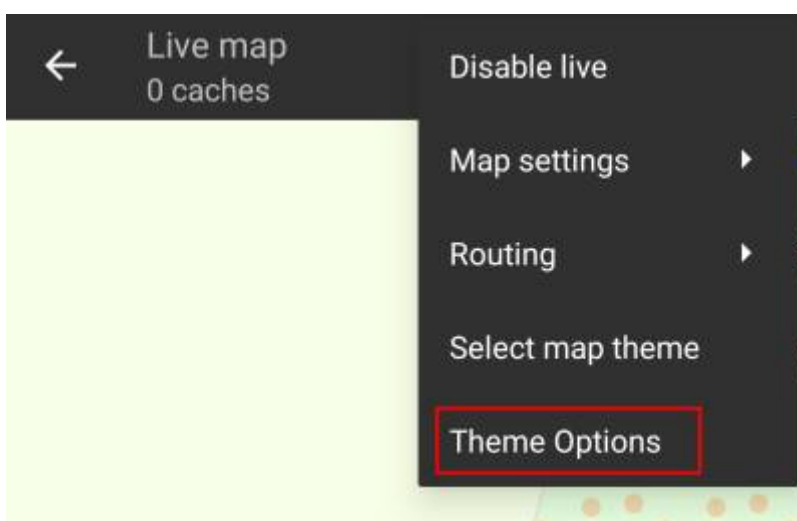 Live map
0 caches
Disable live
Map settings
Routing
Select map theme
Theme Options